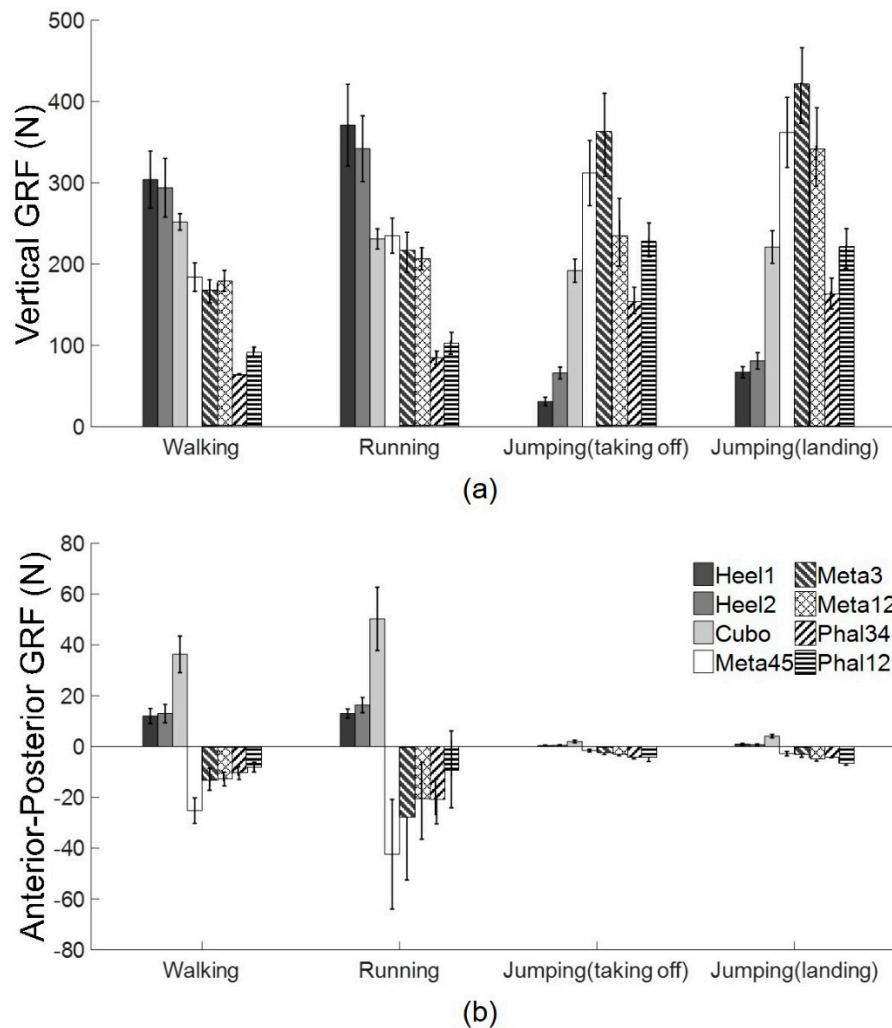 Vertical GRF (N)
500
400
300
200
100
0
Walking Running Jumping(taking off) Jumping(landing)
(a)
Anterior-Posterior GRF (N)
80
60
40
20
0
-20
-40
-60
-80
Heel1 Meta3
Heel2 Meta12
Cubo Phal34
Meta45 Phal12
Walking Running Jumping(taking off) Jumping(landing)
(b)